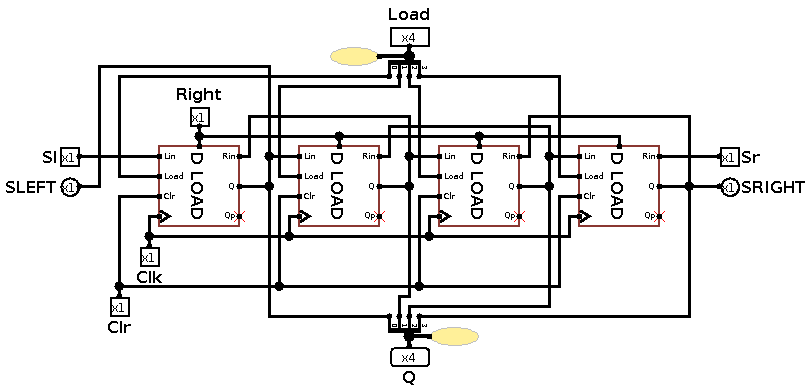 Load
x4
0 1 2 3
Right
x1
SI x1
SLEFT x1
Lin
Load
Clr
D LOAD
Rin
Q
Qp
Lin
Load
Clr
D LOAD
Rin
Q
Qp
Lin
Load
Clr
D LOAD
Rin
Q
Qp
Lin
Load
Clr
D LOAD
Rin
Q
Qp
x1 Sr
x1 SRIGHT
x1
Clk
x1
Clr
0 1 2 3
x4
Q